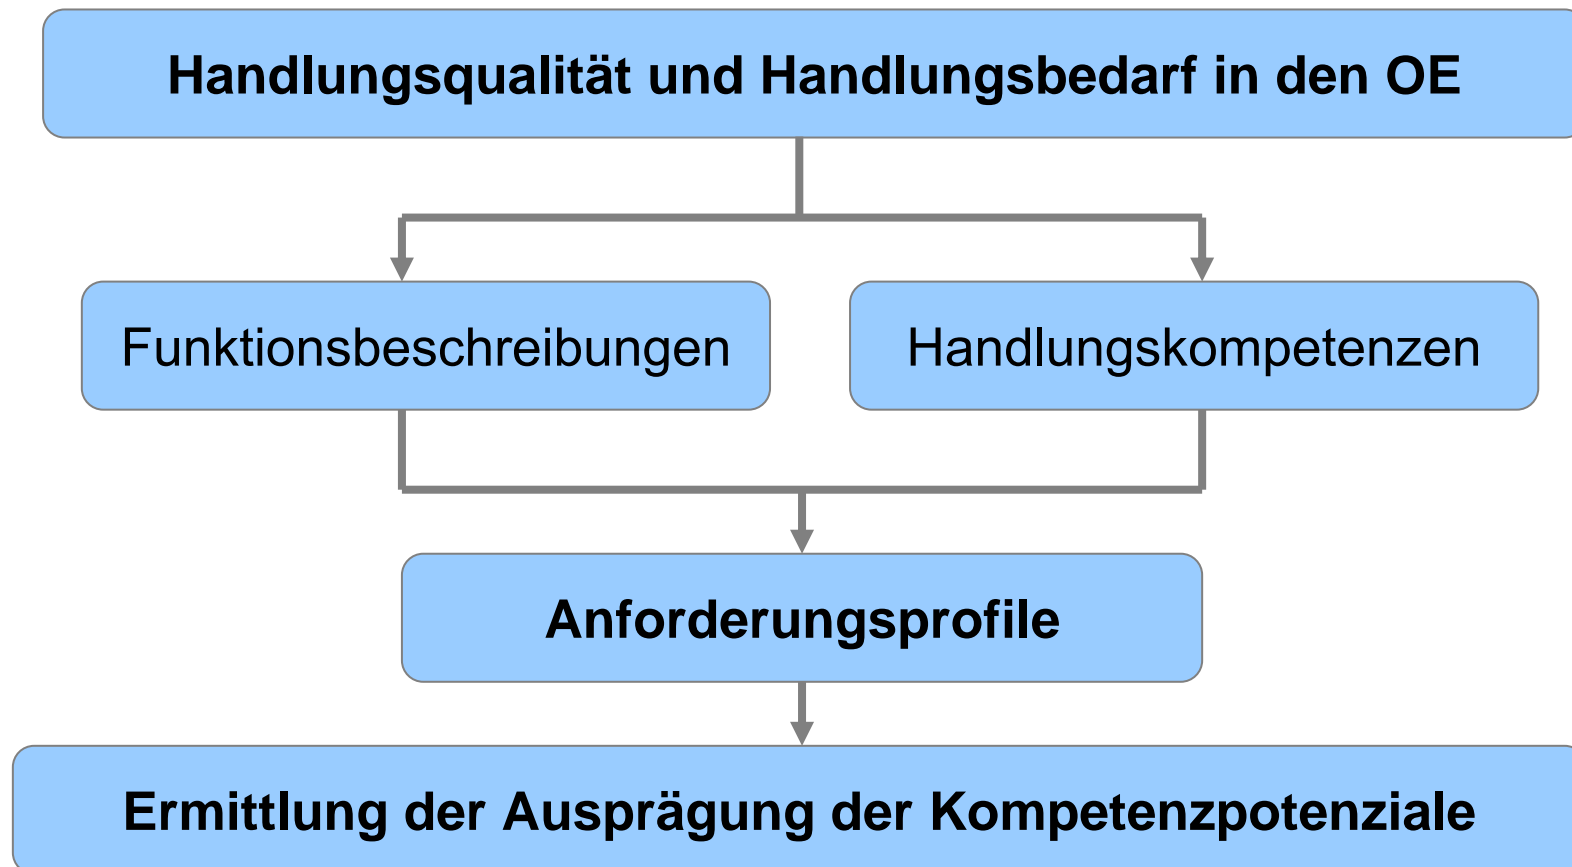 Handlungsqualität und Handlungsbedarf in den OE
Funktionsbeschreibungen
Handlungskompetenzen
Anforderungsprofile
Ermittlung der Ausprägung der Kompetenzpotenziale